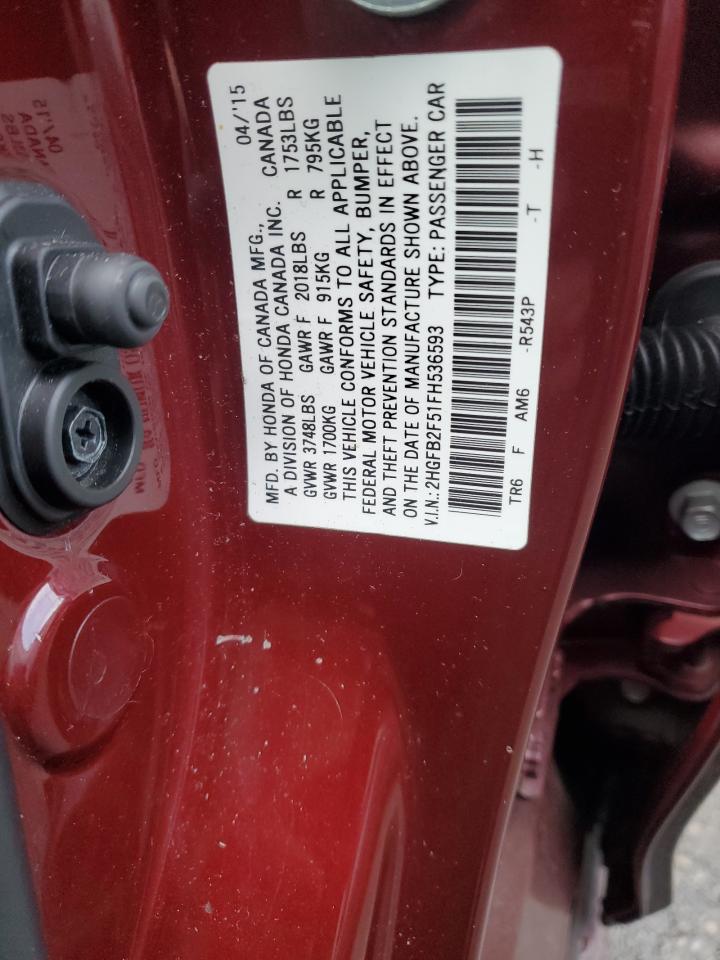 MFD. BY HONDA OF CANADA MFG., 04/'15
A DIVISION OF HONDA CANADA INC. CANADA
GVWR 3748LBS GAWR F 2018LBS R 1753LBS
GVWR 1700KG GAWR F 915KG R 795KG
THIS VEHICLE CONFORMS TO ALL APPLICABLE
FEDERAL MOTOR VEHICLE SAFETY, BUMPER,
AND THEFT PREVENTION STANDARDS IN EFFECT
ON THE DATE OF MANUFACTURE SHOWN ABOVE.
V.I.N.:2HGFB2F51FH536593 TYPE: PASSENGER CAR
TR6 F AM6 -R543P -T -H